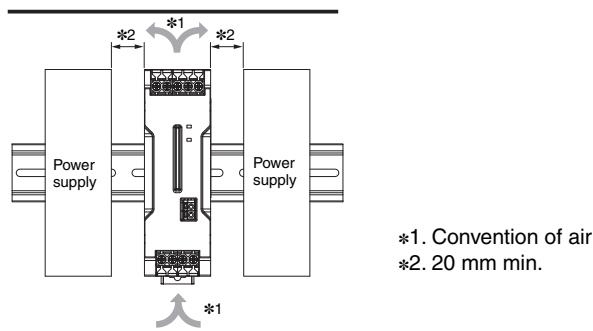 *1
*2
*2
Power
supply
Power
supply
*1
*1. Convention of air
*2. 20 mm min.